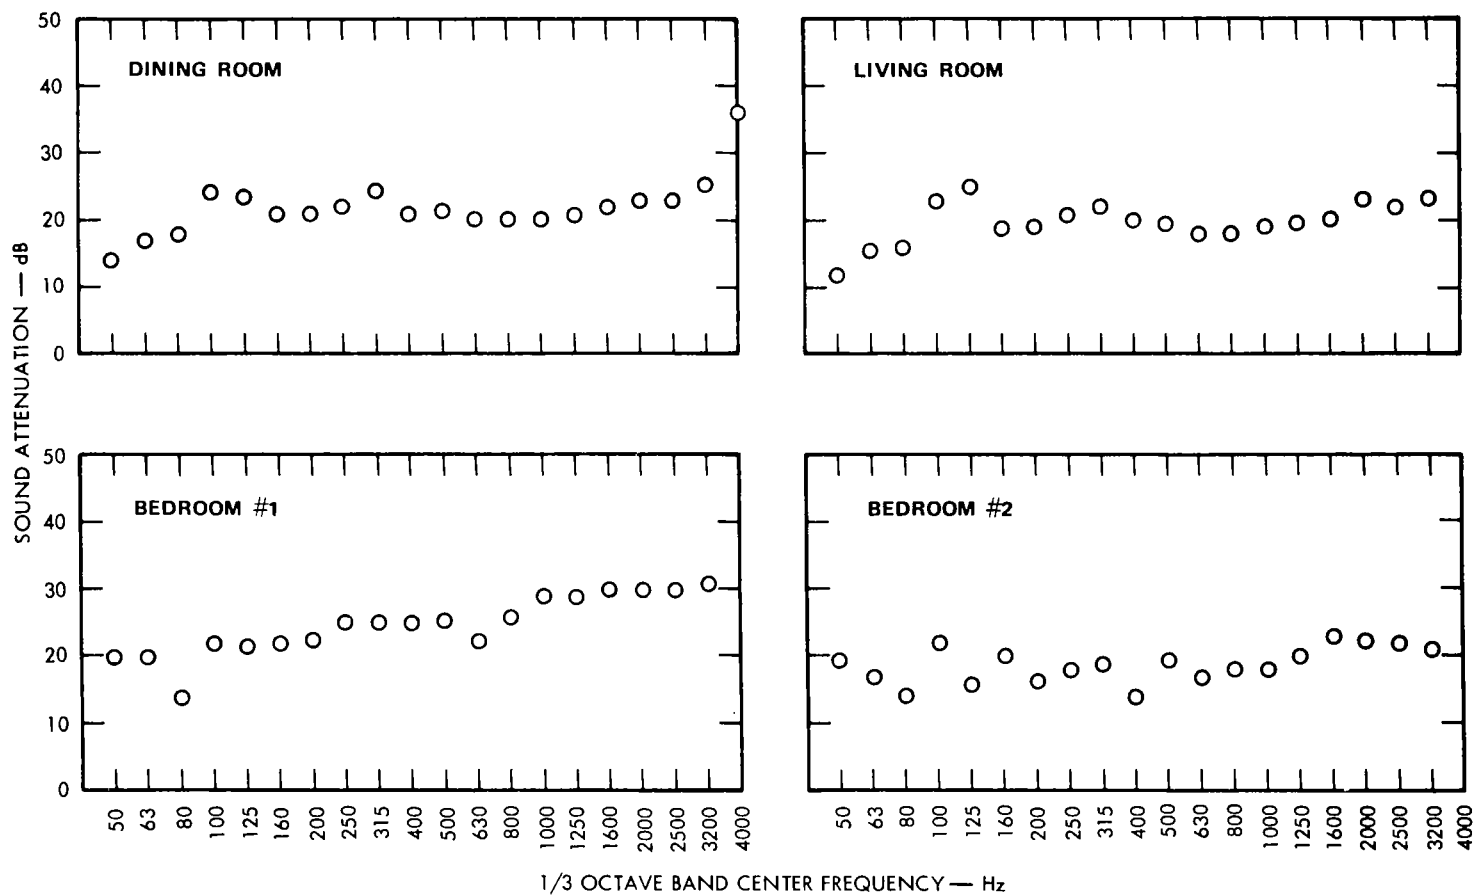 50
DINING ROOM
LIVING ROOM
40
30
20
10
0
SOUND ATTENUATION — dB
50
BEDROOM #1
BEDROOM #2
40
30
20
10
0
50 63 80 100 125 160 200 250 315 400 500 630 800 1000 1250 1600 2000 2500 3200 4000
50 63 80 100 125 160 200 250 315 400 500 630 800 1000 1250 1600 2000 2500 3200 4000
1/3 OCTAVE BAND CENTER FREQUENCY — Hz